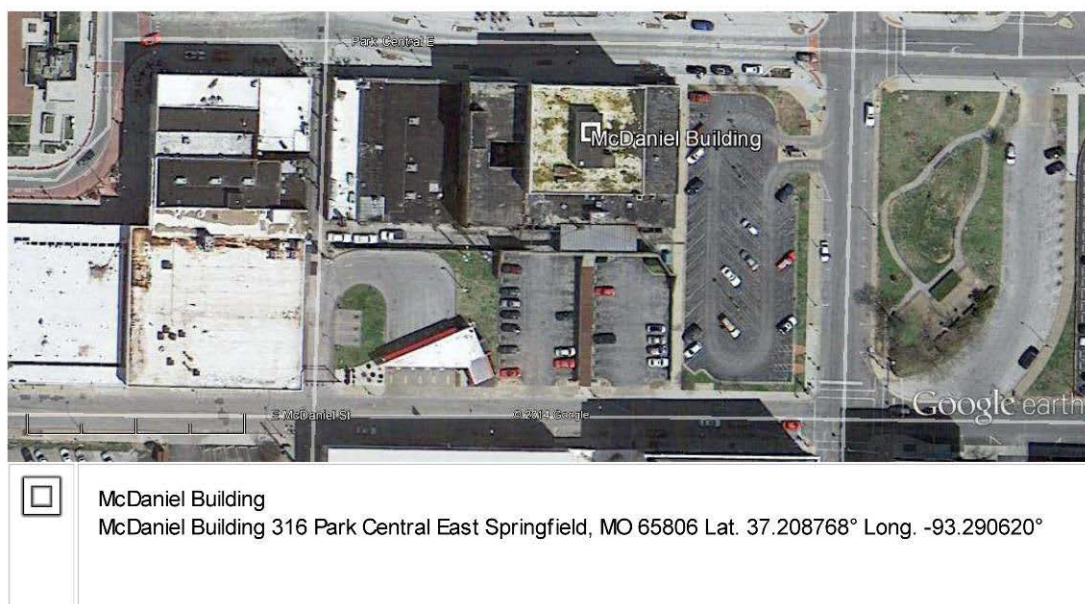 Park Central E
McDaniel Building
E McDaniel St
© 2014 Google
Google earth
McDaniel Building
McDaniel Building 316 Park Central East Springfield, MO 65806 Lat. 37.208768° Long. -93.290620°